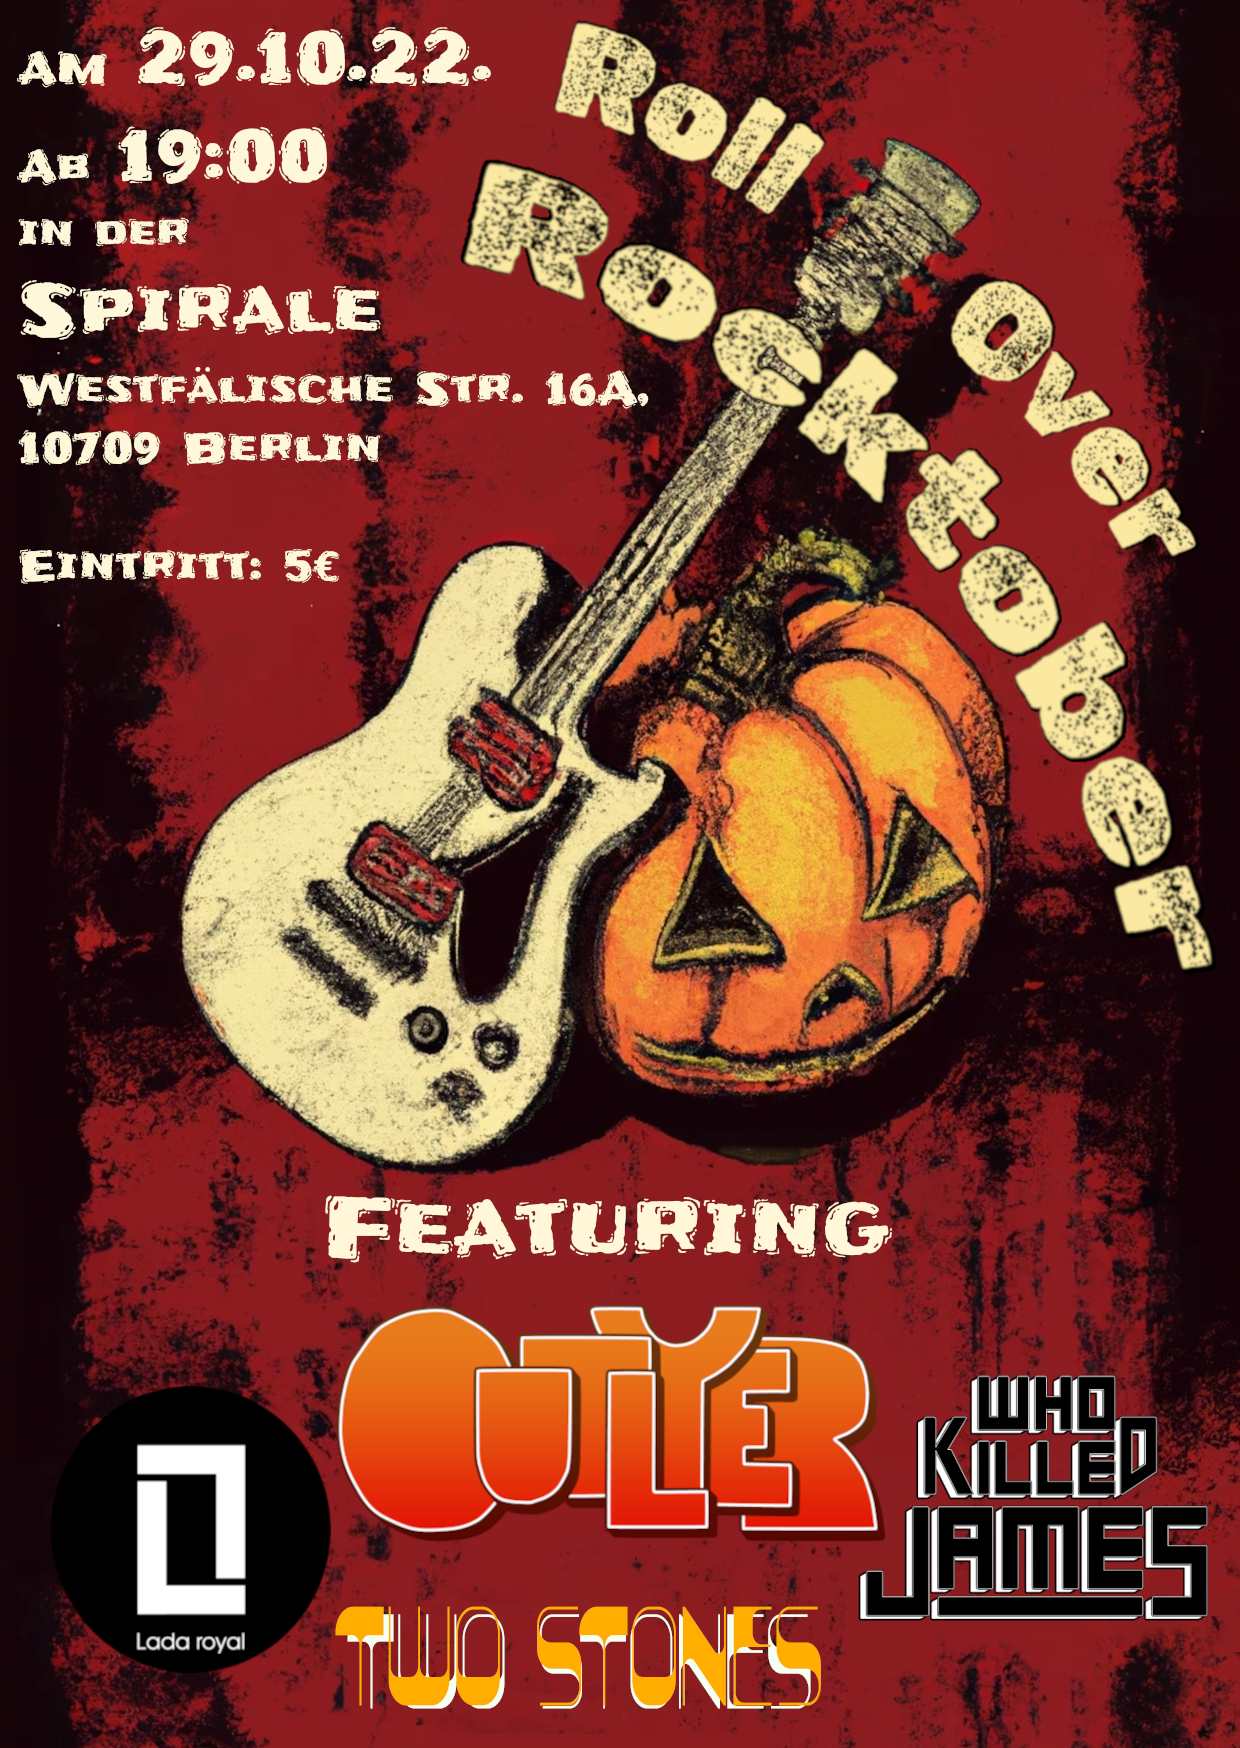 Am 29.10.22.
Ab 19:00
in der
Spirale
Westfälische Str. 16A,
10709 Berlin
Eintritt: 5€
Roll over
Rocktober
Featuring
OUTLYER
WHO
KILLED
JAMES
Lada royal
TWO STONES